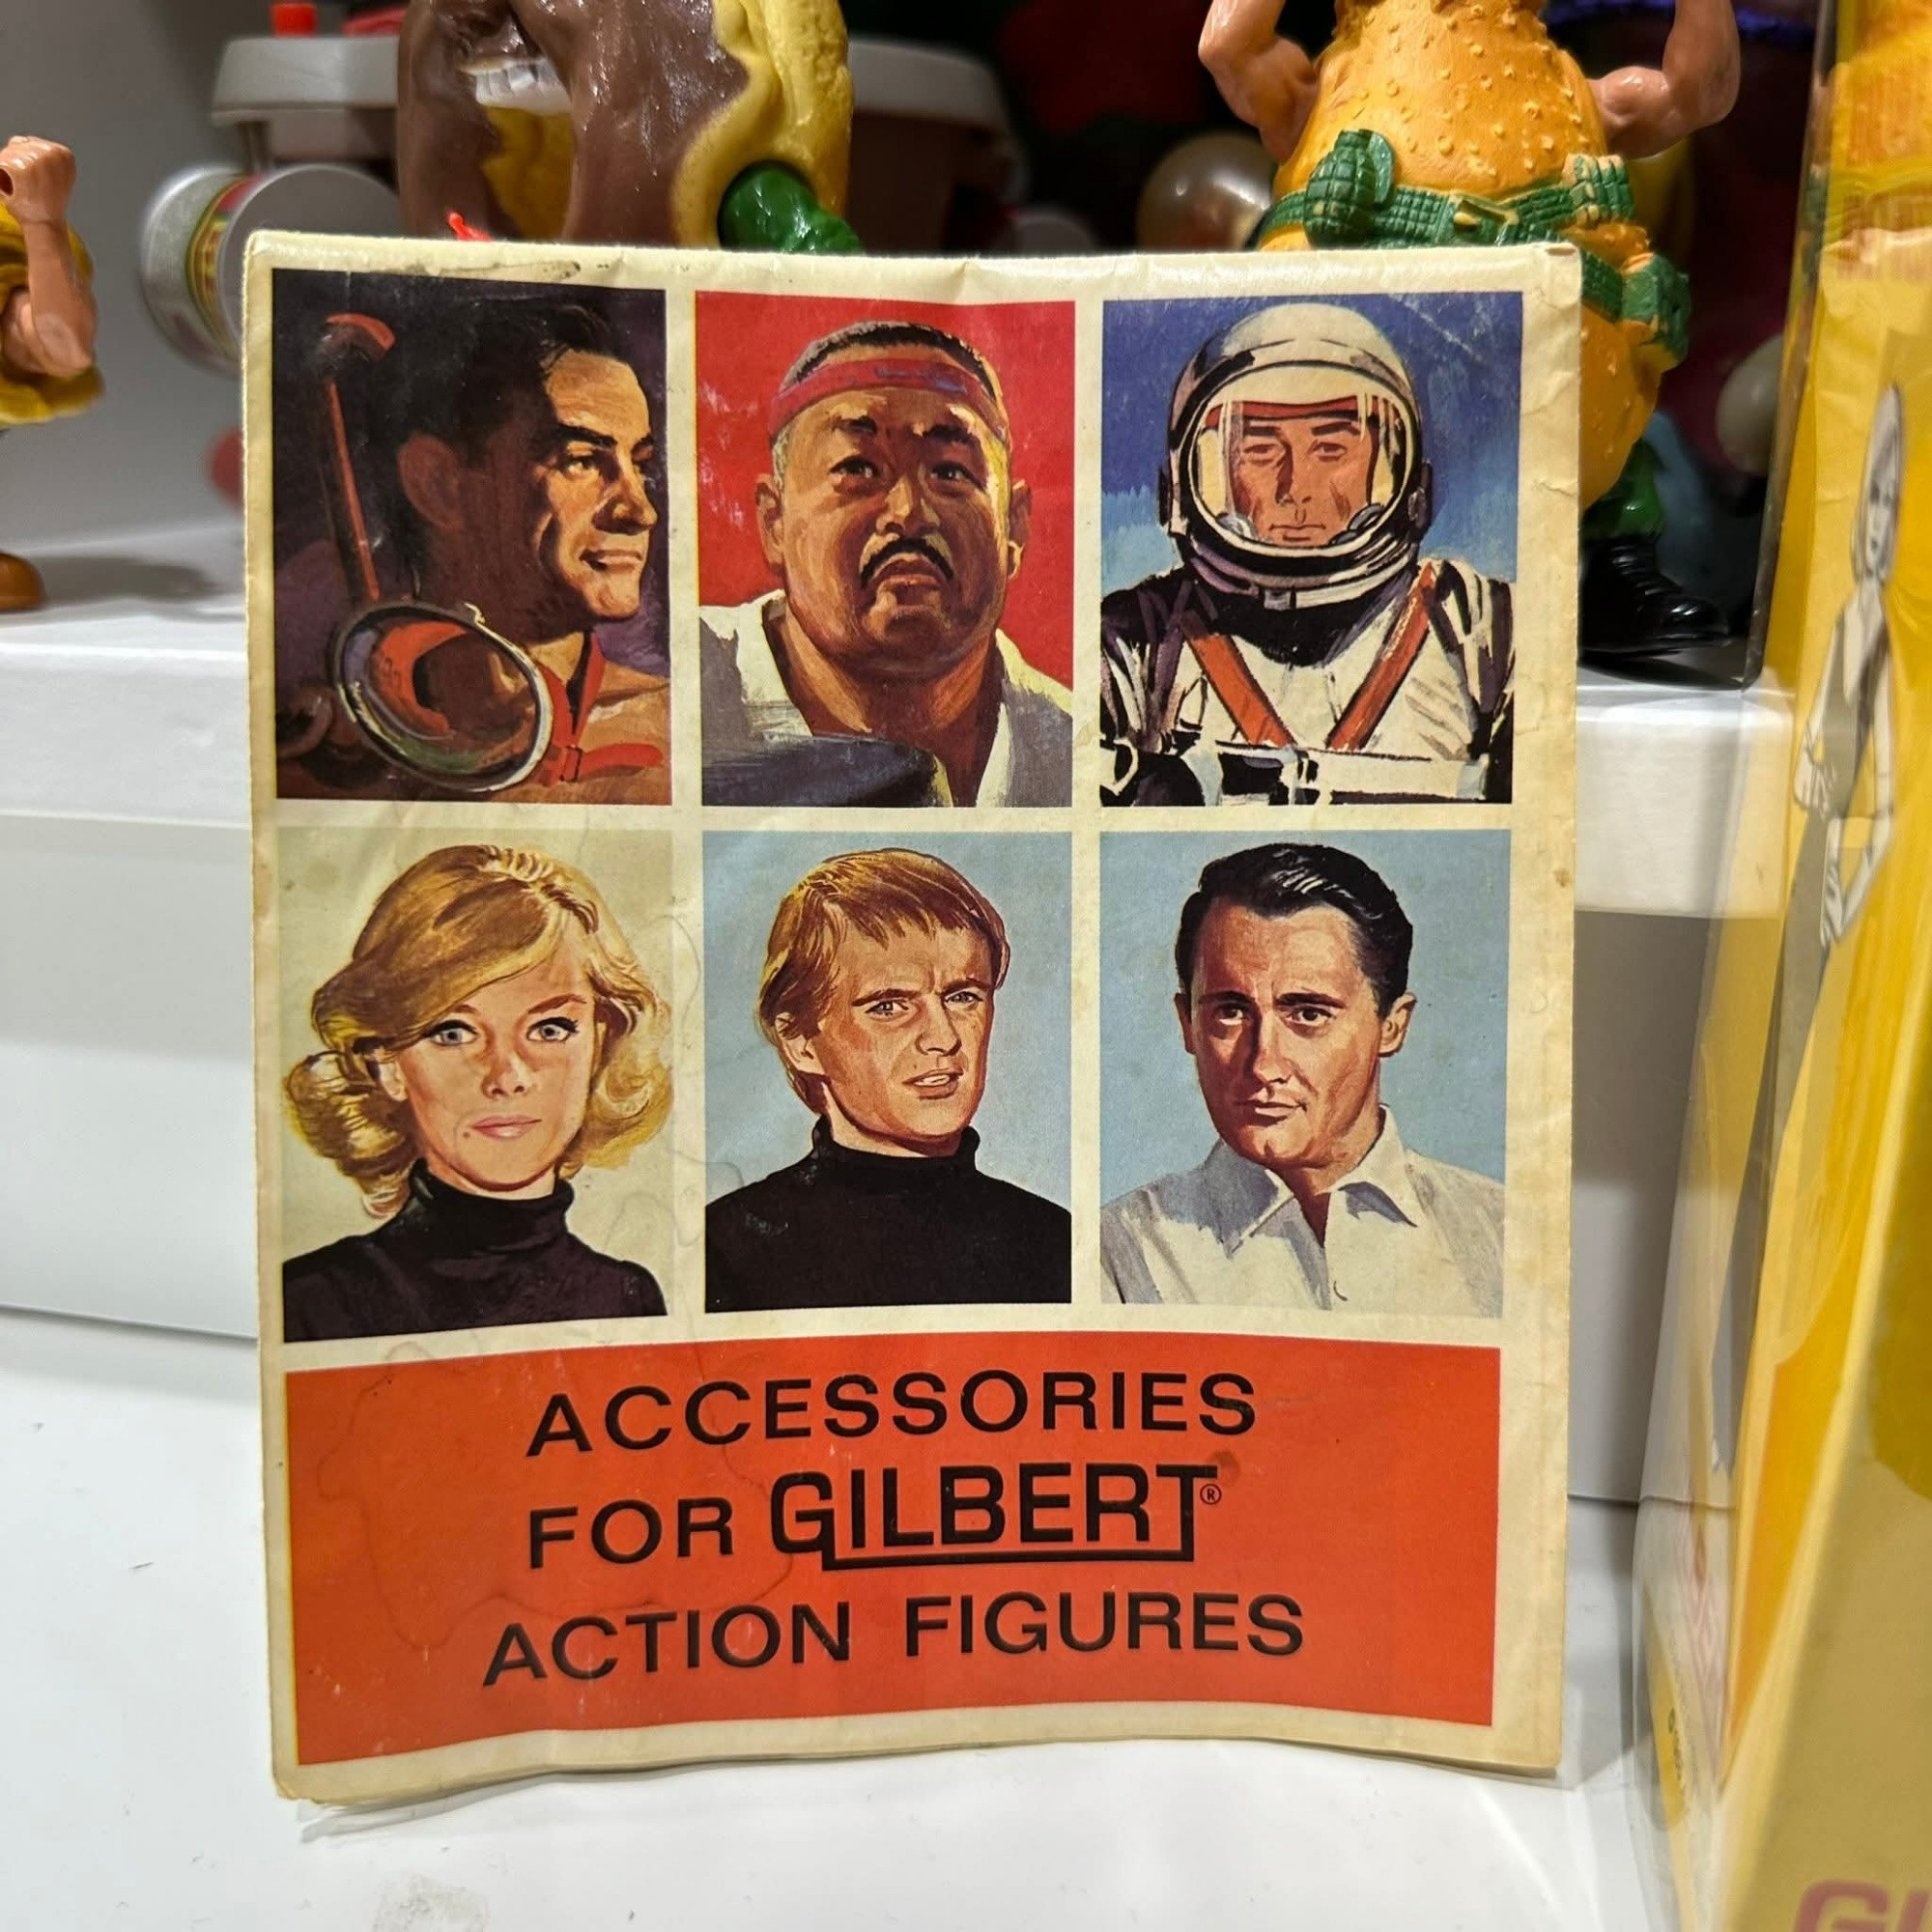 ACCESSORIES
FOR GILBERT®
ACTION FIGURES